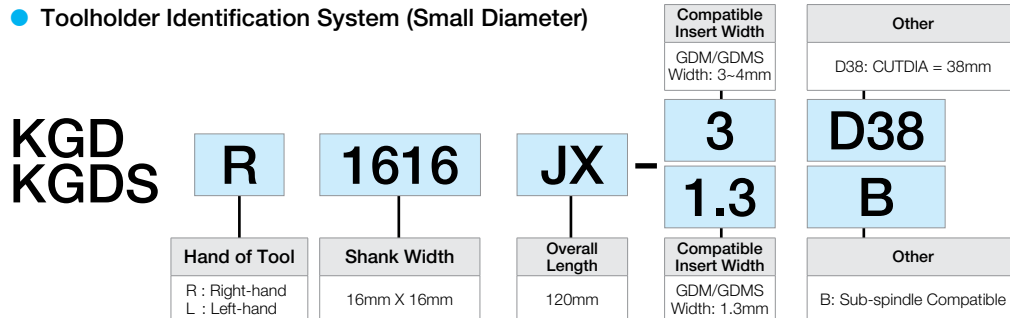 Toolholder Identification System (Small Diameter)
Compatible
Insert Width
GDM/GDMS
Width: 3~4mm
Other
D38: CUTDIA = 38mm
KGD
KGDS
R
1616
JX
-
3
D38
1.3
B
Hand of Tool
R : Right-hand
L : Left-hand
Shank Width
16mm X 16mm
Overall
Length
120mm
Compatible
Insert Width
GDM/GDMS
Width: 1.3mm
Other
B: Sub-spindle Compatible